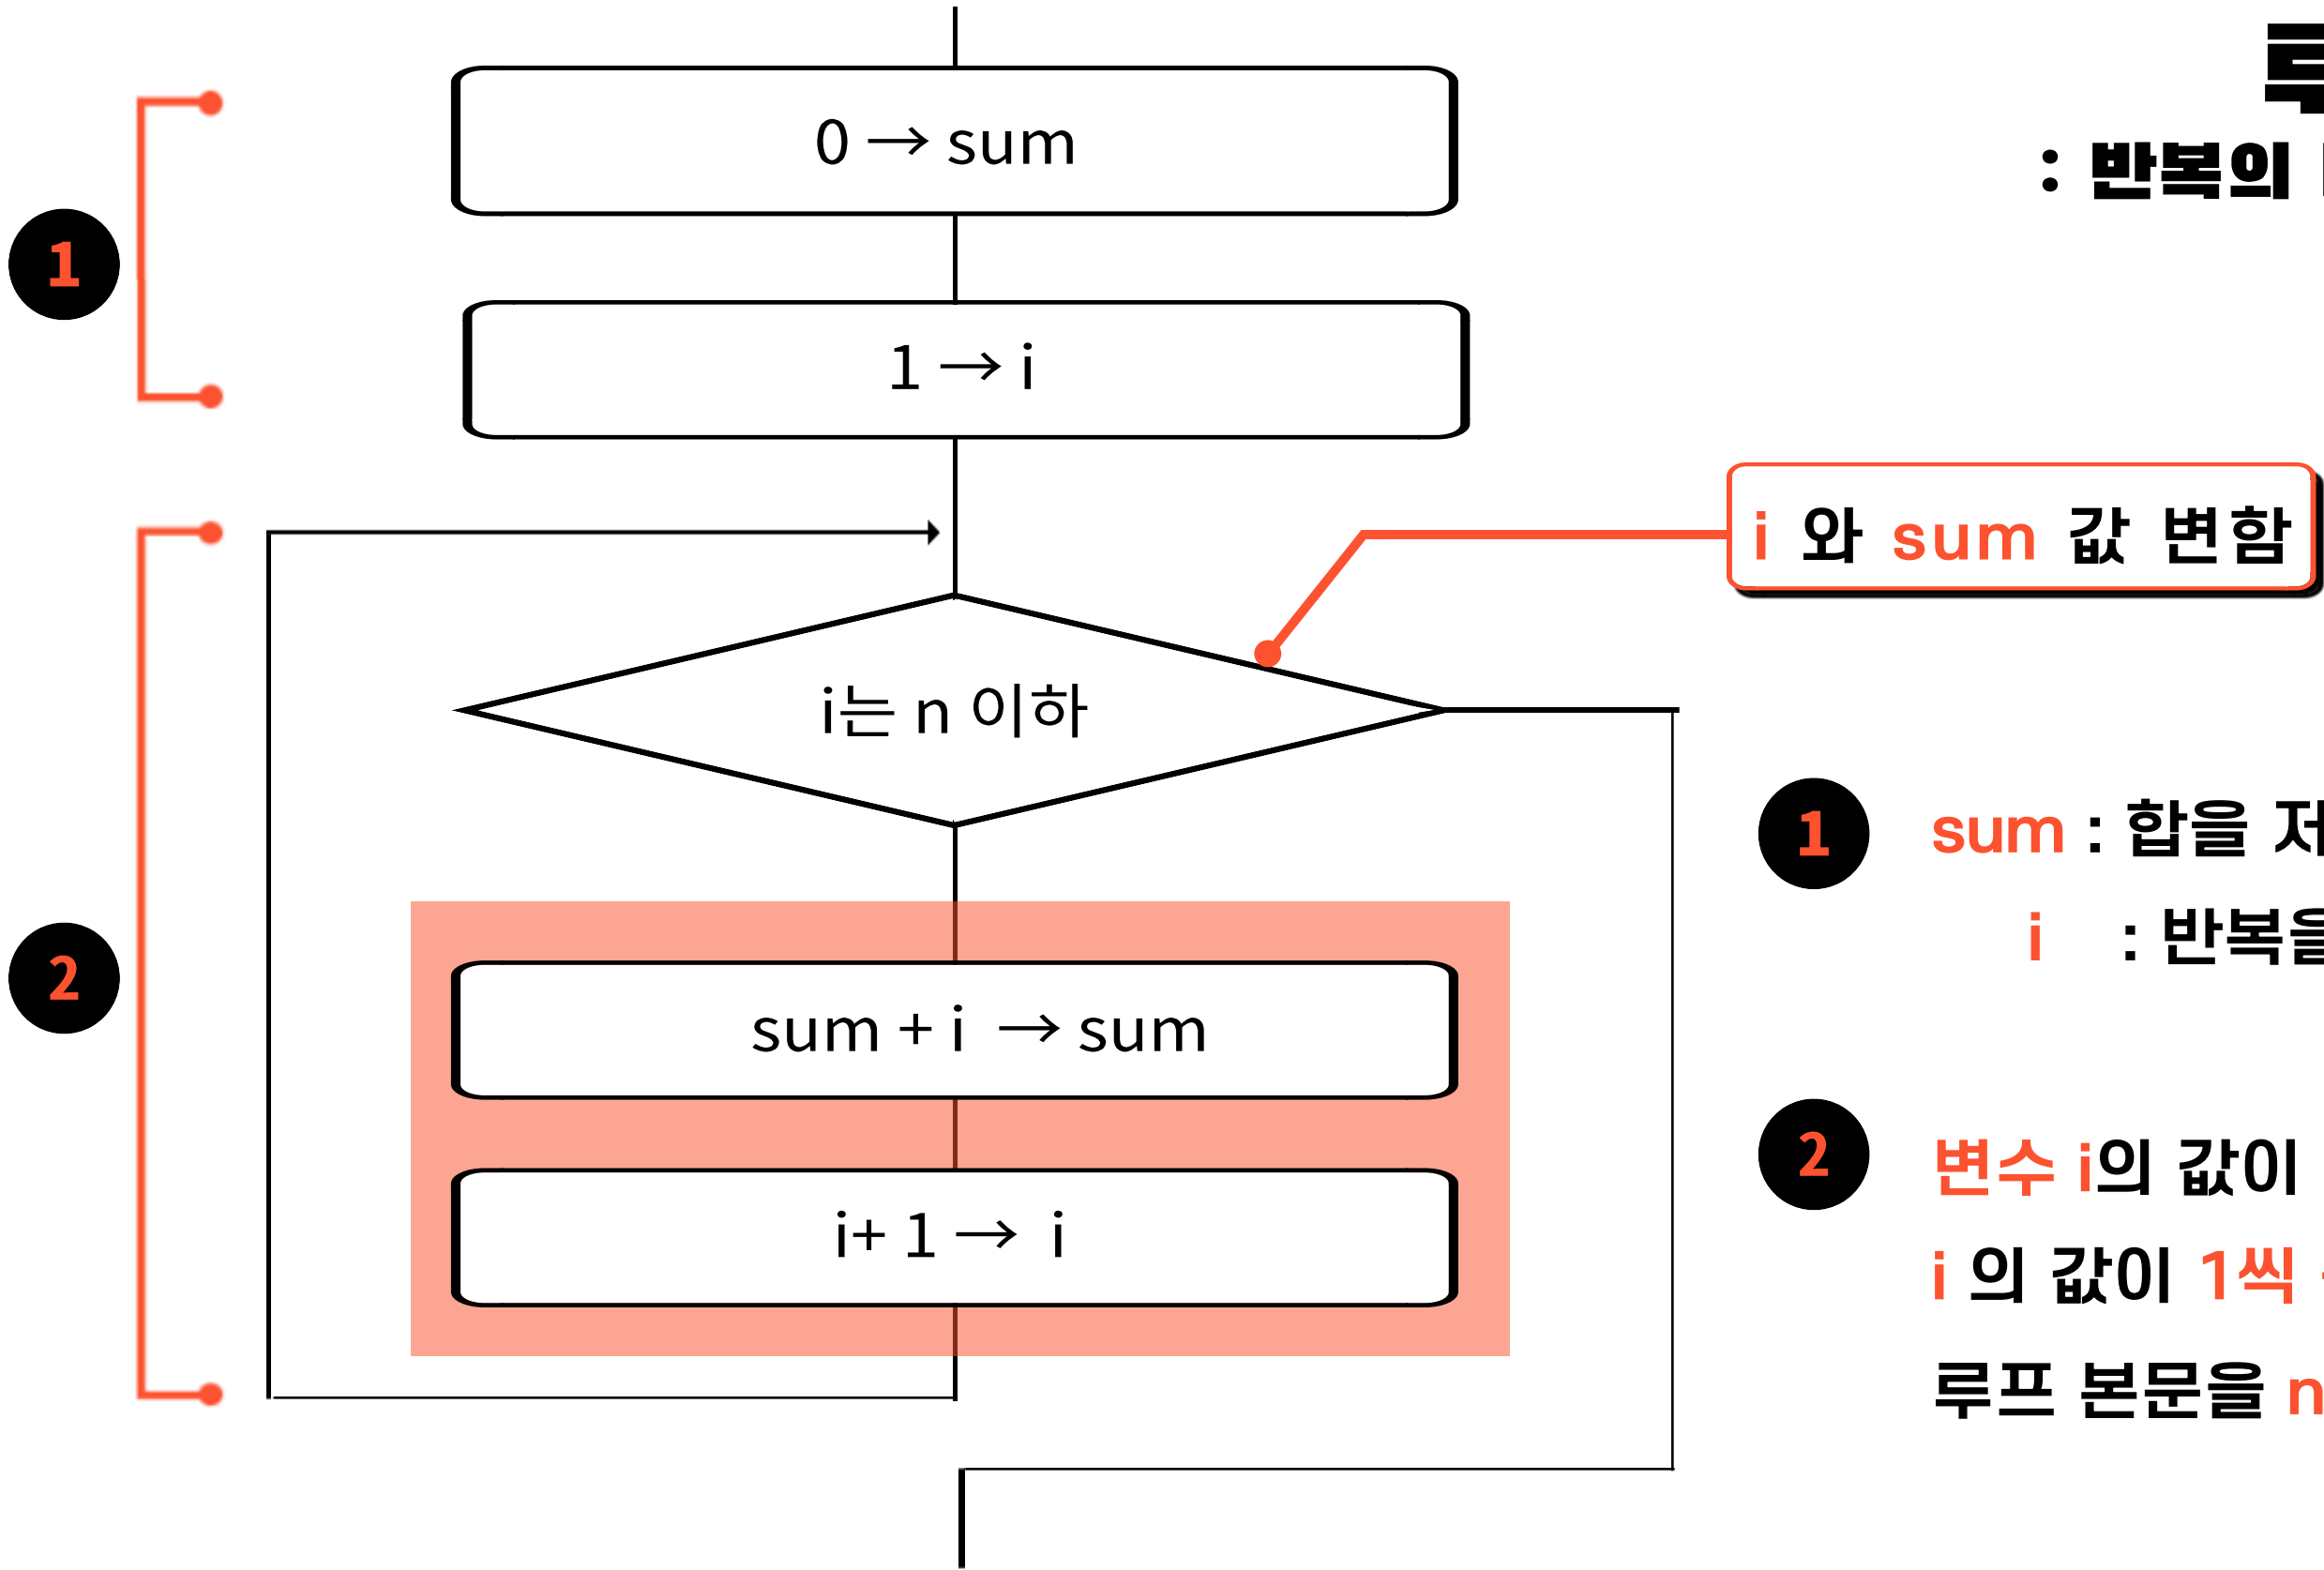 : 반복의
0 → sum
1
1 → i
i 와 sum 값 변함
i는 n 이하
1
sum : 합을
i : 반복을
2
sum + i → sum
2
변수 i의 값이
i+ 1 → i
i 의 값이 1씩
루프 본문을 n